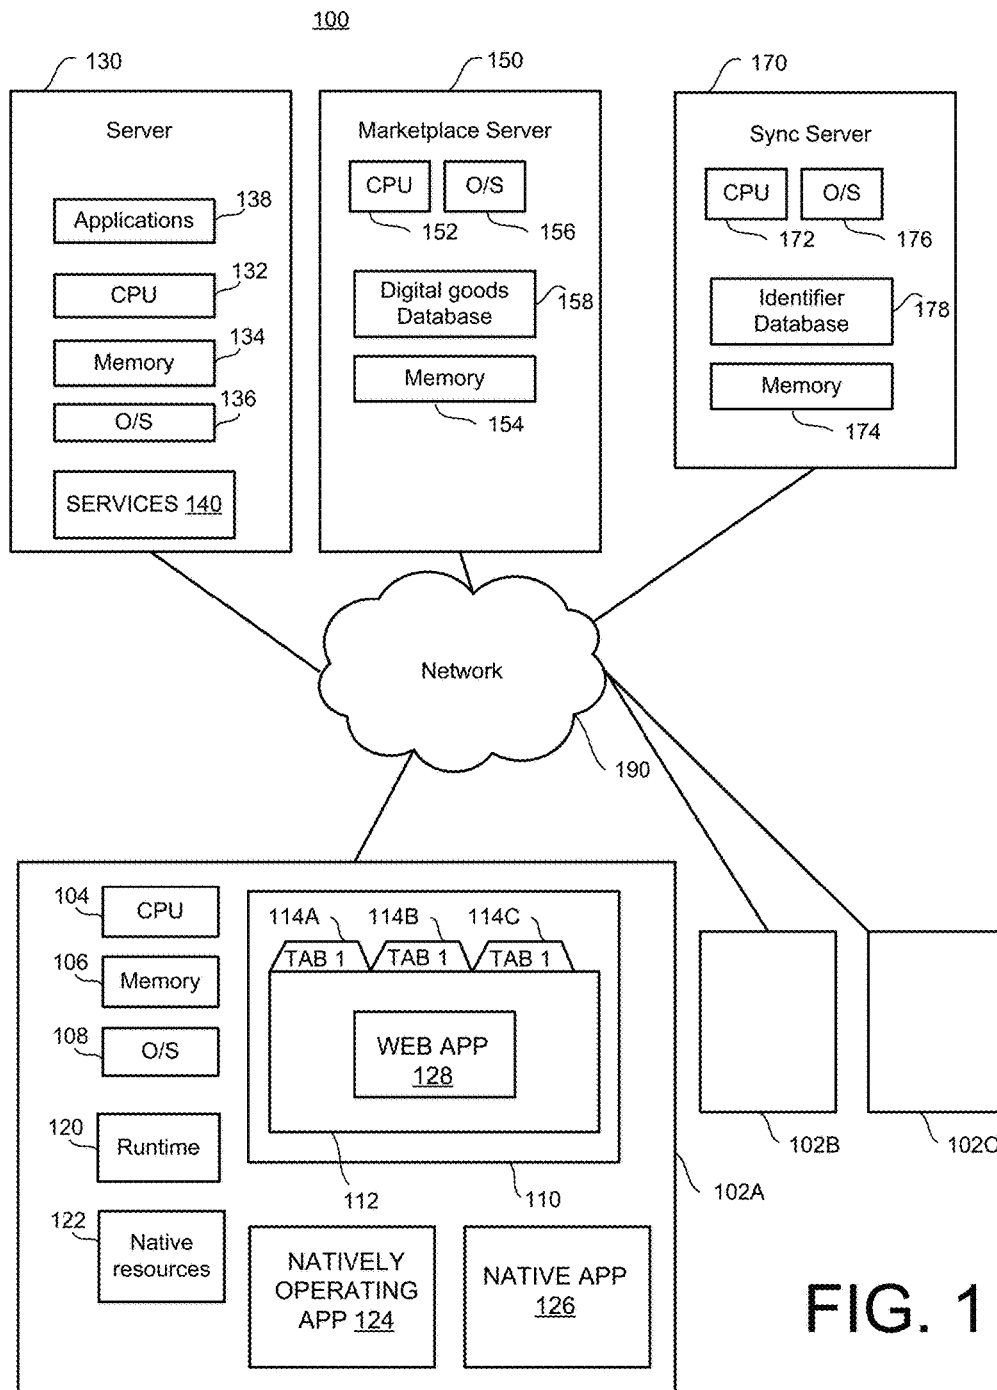 100
130
150
170
Server
Marketplace Server
Sync Server
CPU
O/S
CPU
O/S
Applications
138
152
156
172
176
CPU
132
Digital goods
Database
158
Identifier
Database
178
Memory
134
Memory
Memory
O/S
136
154
174
SERVICES 140
Network
190
104
CPU
114A
114B
114C
TAB 1
TAB 1
TAB 1
106
Memory
108
O/S
WEB APP
128
120
Runtime
102B
102C
112
110
102A
122
Native
resources
NATIVELY
OPERATING
APP 124
NATIVE APP
126
FIG. 1